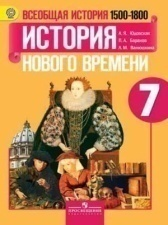 ВСЕОБЩАЯ ИСТОРИЯ 1500-1800
ИСТОРИЯ
НОВОГО ВРЕМЕНИ
А. Я. Юдовская
П. А. Баранов
Л. М. Ванюшкина
7
ПРОСВЕЩЕНИЕ